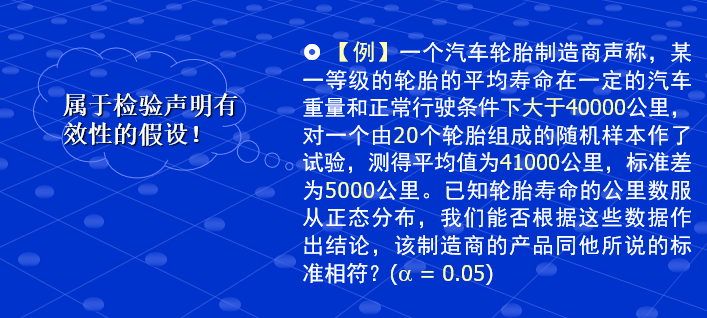 属于检验声明有
效性的假设！
【例】一个汽车轮胎制造商声称，某
一等级的轮胎的平均寿命在一定的汽车
重量和正常行驶条件下大于40000公里，
对一个由20个轮胎组成的随机样本作了
试验，测得平均值为41000公里，标准差
为5000公里。已知轮胎寿命的公里数服
从正态分布，我们能否根据这些数据作
出结论，该制造商的产品同他所说的标
准相符？(α = 0.05)